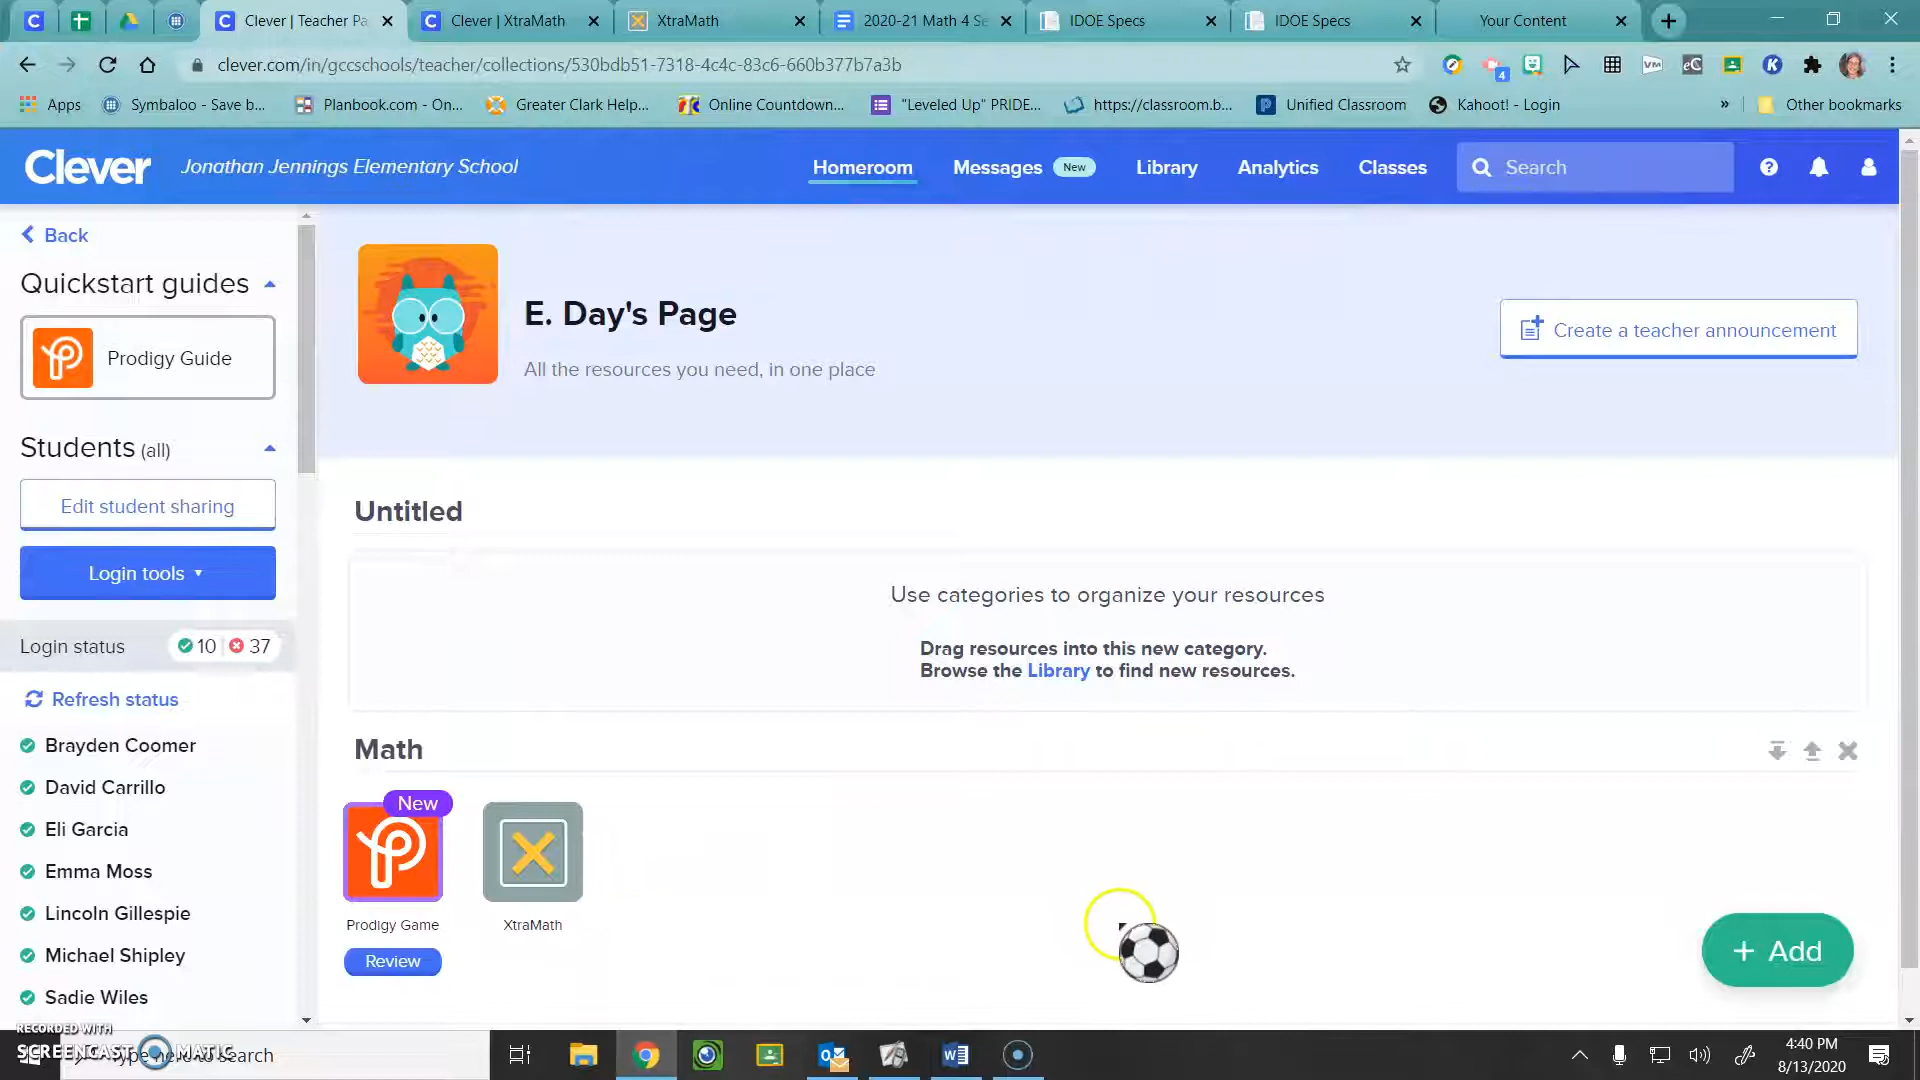 Clever | Teacher Pa
Clever | XtraMath
XtraMath
2020-21 Math 4 Se
IDOE Specs
IDOE Specs
Your Content
clever.com/in/gccschools/teacher/collections/530bdb51-7318-4c4c-83c6-660b377b7a3b
4
Apps
Symbaloo - Save b...
Planbook.com - On...
Greater Clark Help...
Online Countdown...
"Leveled Up" PRIDE...
https://classroom.b...
Unified Classroom
Kahoot! - Login
»
Other bookmarks
Clever
Jonathan Jennings Elementary School
Homeroom
Messages New
Library
Analytics
Classes
Search
Back
Quickstart guides
Prodigy Guide
Students (all)
Edit student sharing
Login tools
Login status 10 37
Refresh status
Brayden Coomer
David Carrillo
Eli Garcia
Emma Moss
Lincoln Gillespie
Michael Shipley
Sadie Wiles
E. Day's Page
All the resources you need, in one place
Create a teacher announcement
Untitled
Use categories to organize your resources
Drag resources into this new category.
Browse the Library to find new resources.
Math
New
Prodigy Game
Review
XtraMath
+ Add
RECORDED WITH
SCREENCAST MATIC
Type here to search
4:40 PM
8/13/2020